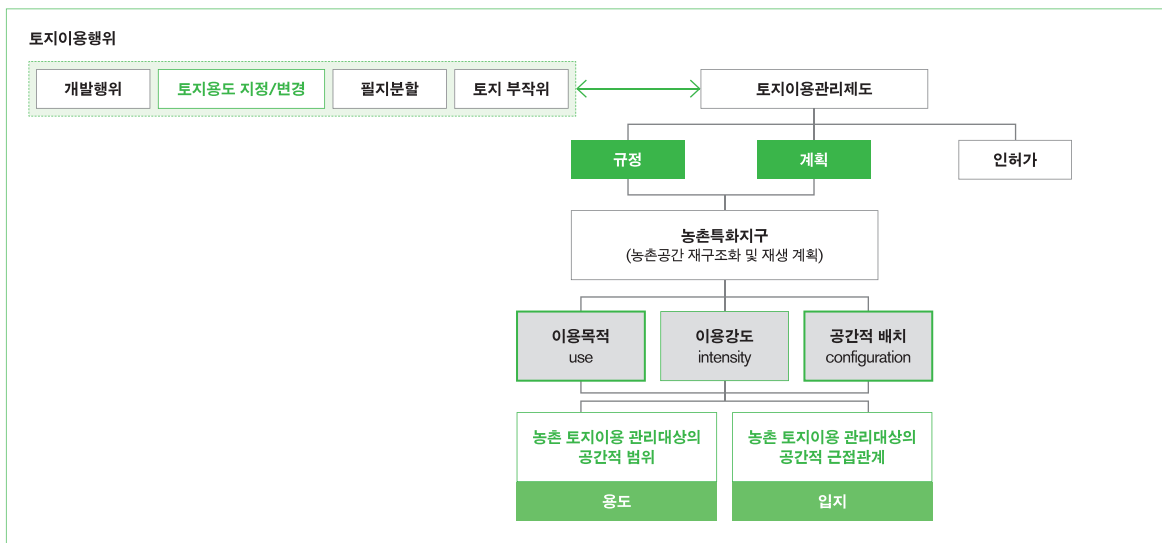 토지이용행위
개발행위
토지용도 지정/변경
필지분할
토지 부작위
토지이용관리제도
규정
계획
인허가
농촌특화지구
(농촌공간 재구조화 및 재생 계획)
이용목적
use
이용강도
intensity
공간적 배치
configuration
농촌 토지이용 관리대상의
공간적 범위
용도
농촌 토지이용 관리대상의
공간적 근접관계
입지